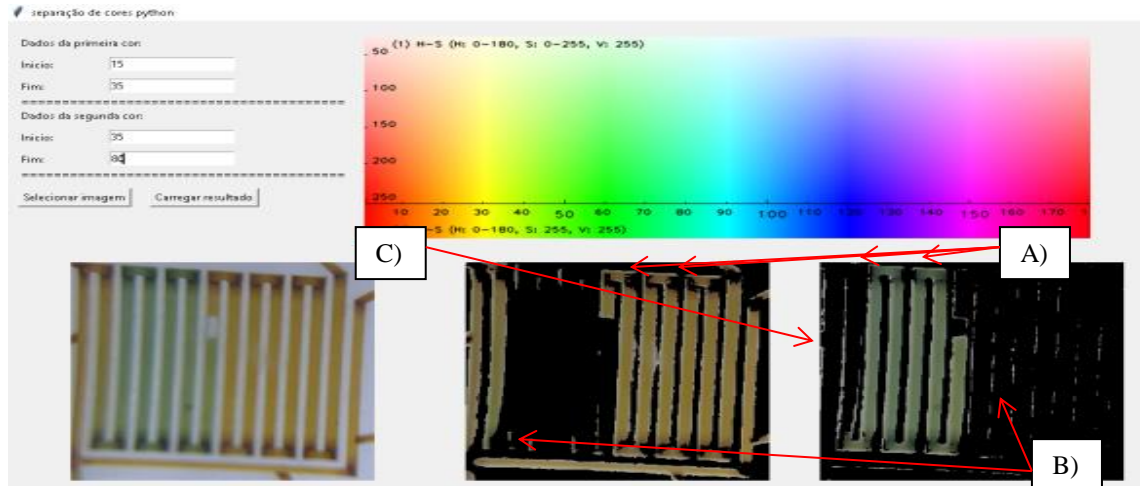 separação de cores python
Dados da primeira cor:
Inicio: 15
Fim: 35
========================================
Dados da segunda cor:
Inicio: 35
Fim: 80
========================================
Selecionar imagem Carregar resultado
50 (1) H-S (H: 0-180, S: 0-255, V: 255)
100
150
200
250
10 20 30 40 50 60 70 80 90 100 110 120 130 140 150 160 170 1
-S (H: 0-180, S: 255, V: 255)
C)
A)
B)